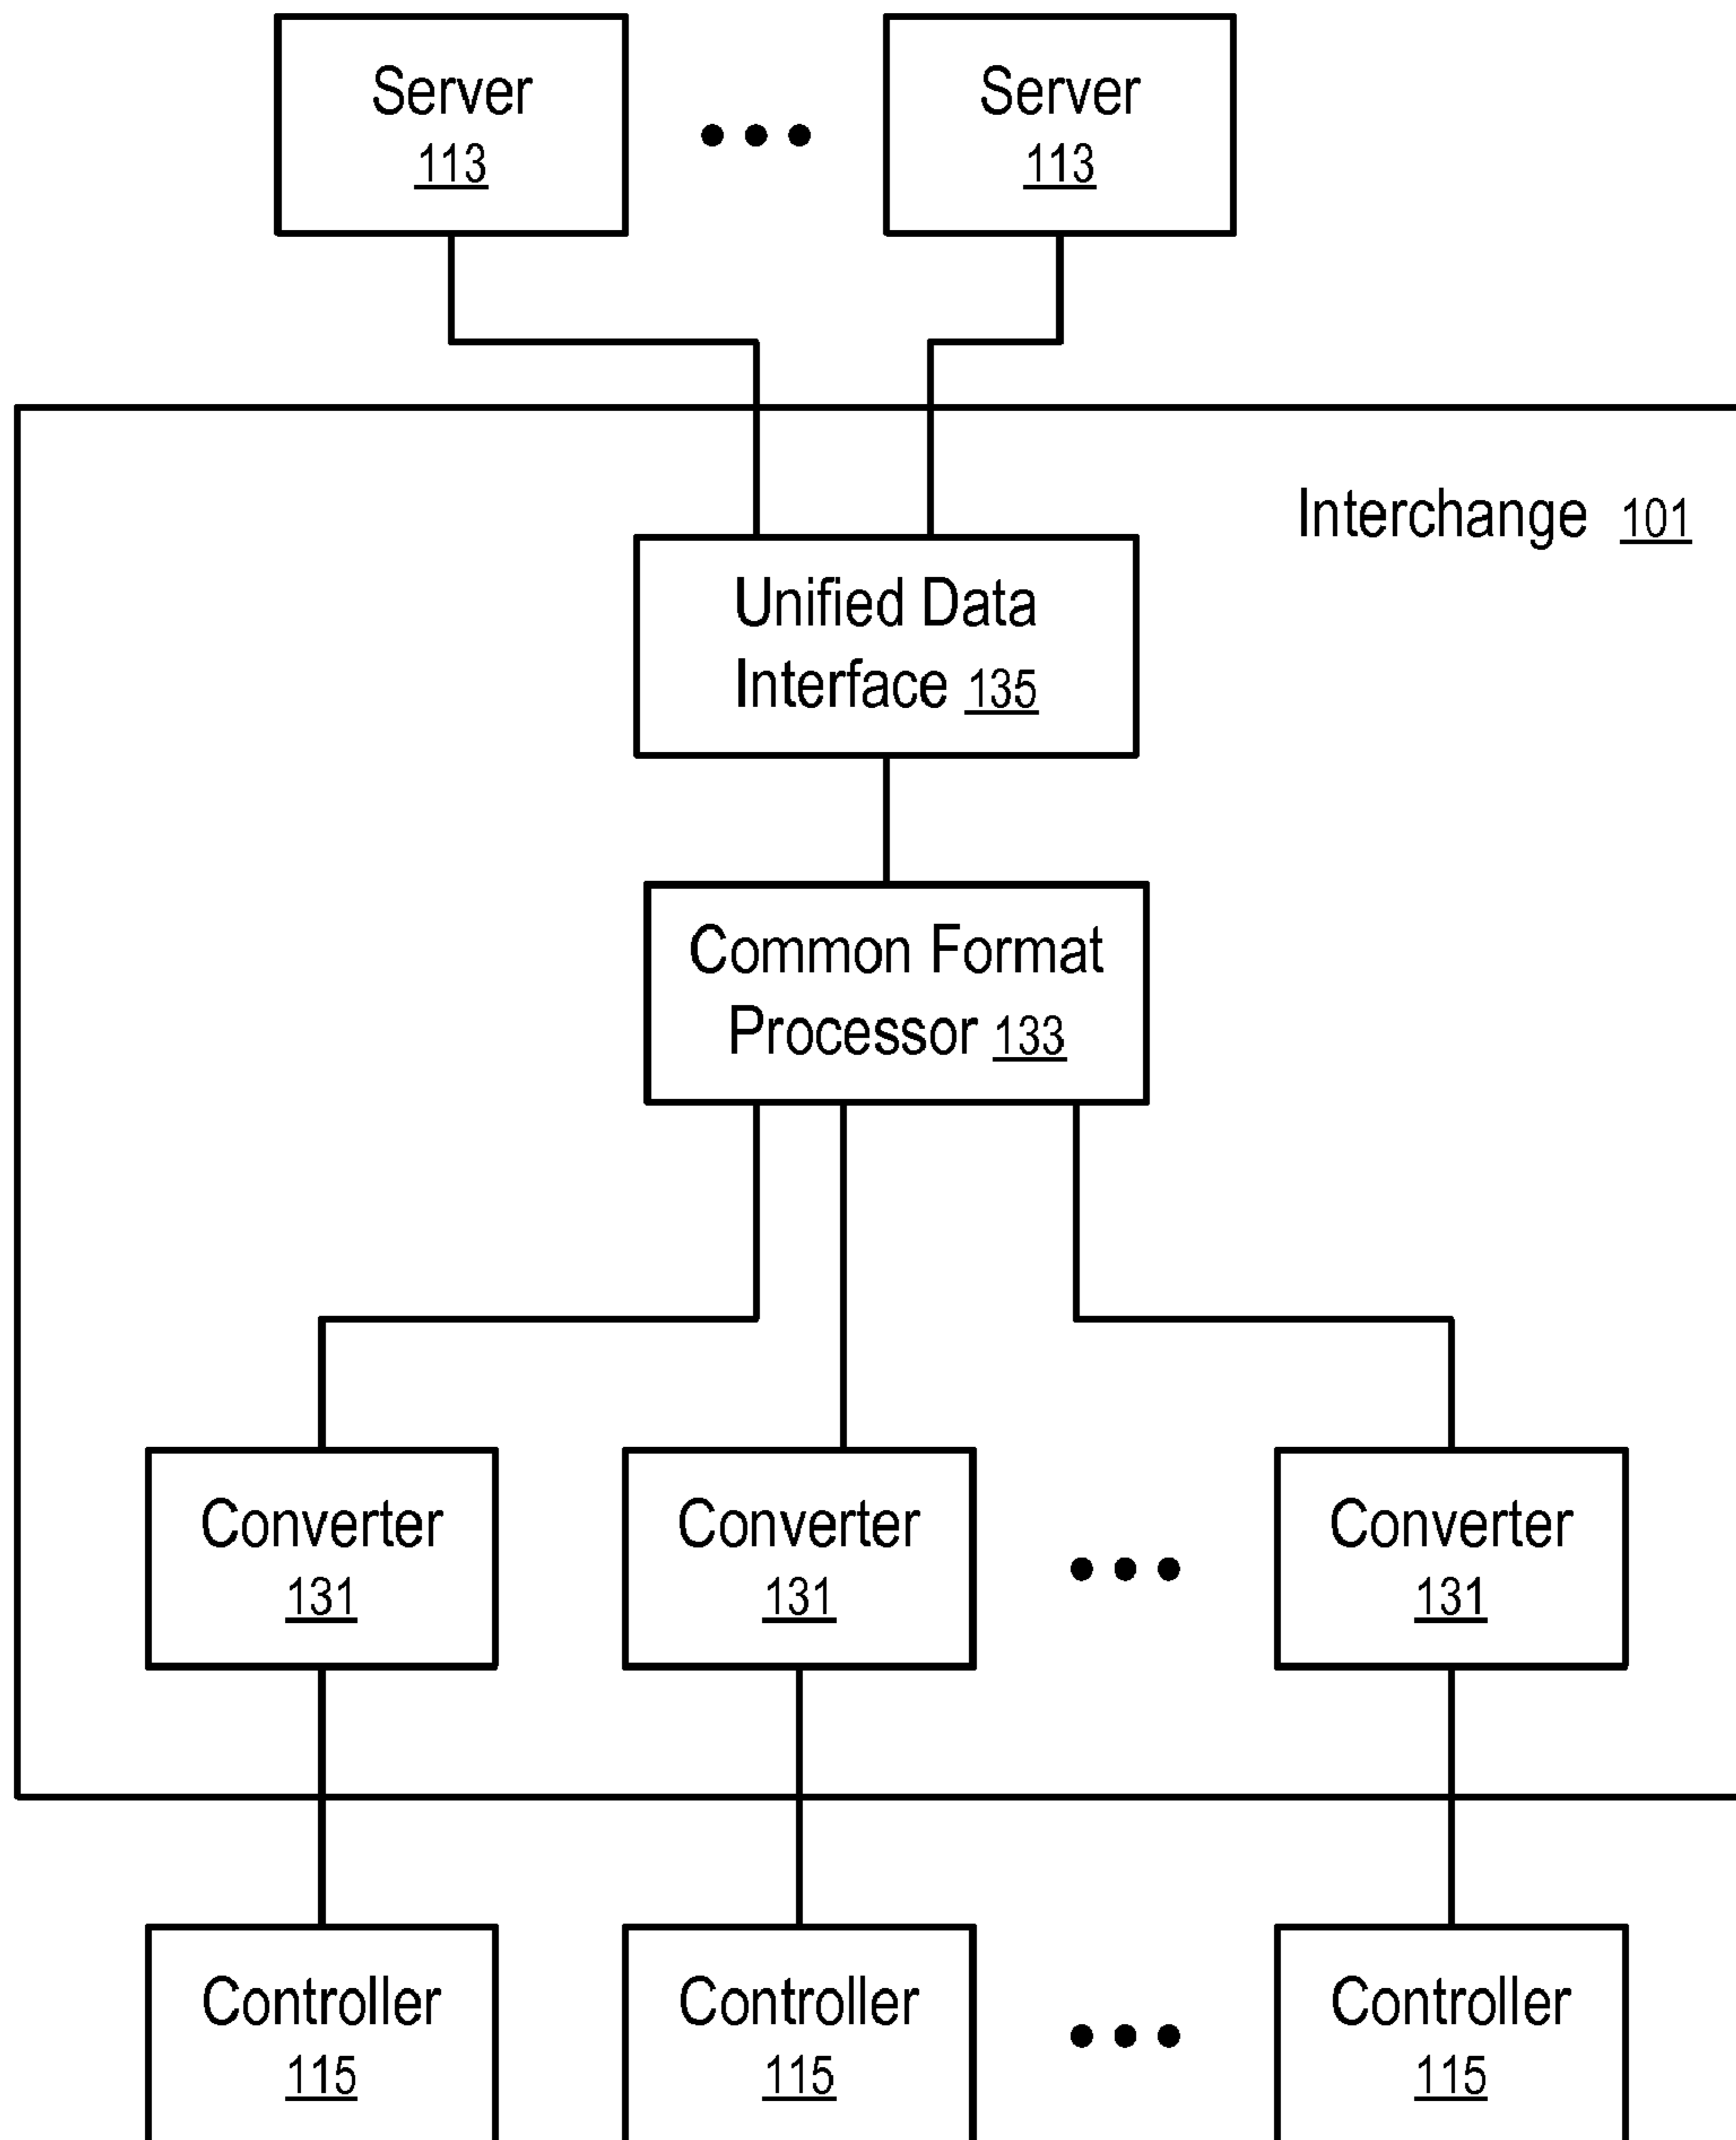 Server
113
Server
113
Interchange 101
Unified Data
Interface 135
Common Format
Processor 133
Converter
131
Converter
131
Converter
131
Controller
115
Controller
115
Controller
115